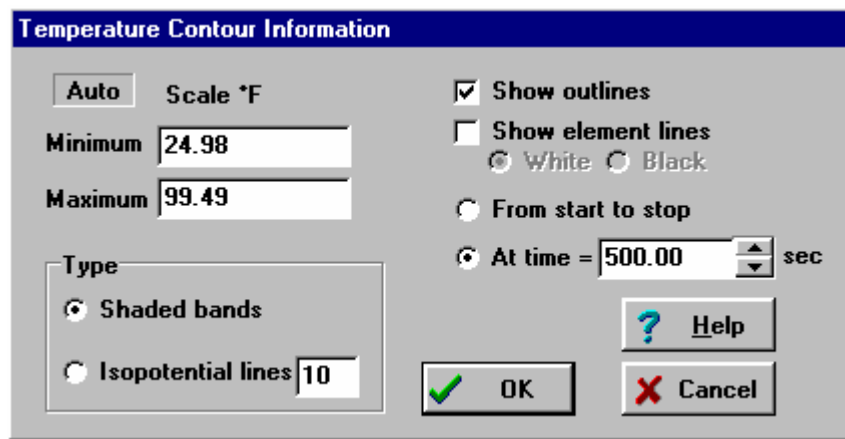 Temperature Contour Information
Auto Scale °F
Minimum 24.98
Maximum 99.49
Type
Shaded bands
Isopotential lines 10
Show outlines
Show element lines
White Black
From start to stop
At time = 500.00 sec
Help
OK
Cancel